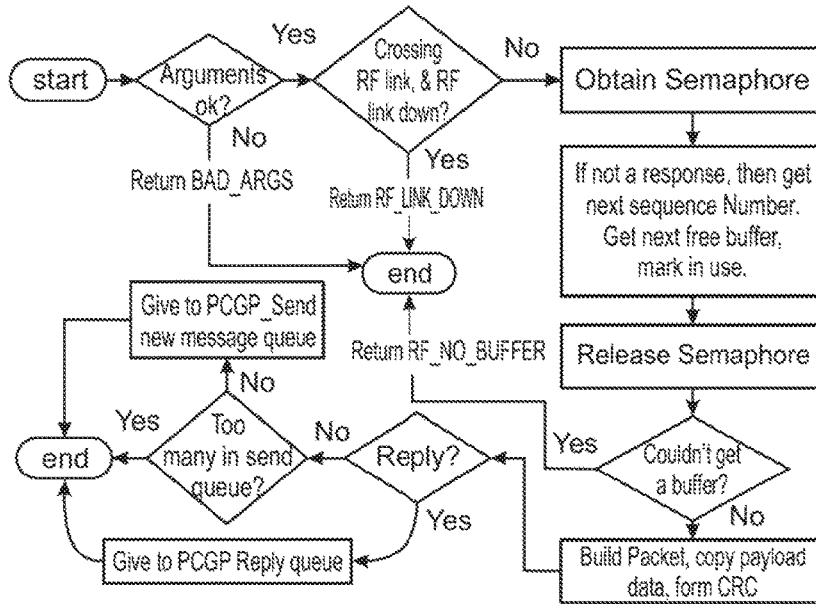 start
Arguments
ok?
Yes
No
Return BAD_ARGS
Crossing
RF link, & RF
link down?
No
Yes
Return RF_LINK_DOWN
end
Obtain Semaphore
If not a response, then get
next sequence Number.
Get next free buffer,
mark in use.
Release Semaphore
Couldn't get
a buffer?
Yes
Return RF_NO_BUFFER
No
Build Packet, copy payload
data, form CRC
Reply?
No
Yes
Give to PCGP Reply queue
Too
many in send
queue?
No
Yes
Give to PCGP_Send
new message queue
end